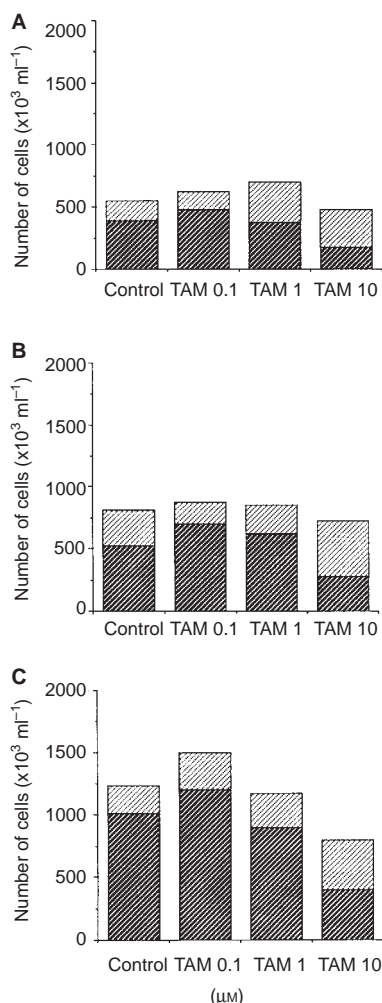 A
Number of cells (x10³ ml⁻¹)
2000
1500
1000
500
0
Control TAM 0.1 TAM 1 TAM 10
B
Number of cells (x10³ ml⁻¹)
2000
1500
1000
500
0
Control TAM 0.1 TAM 1 TAM 10
C
Number of cells (x10³ ml⁻¹)
2000
1500
1000
500
0
Control TAM 0.1 TAM 1 TAM 10
(μM)